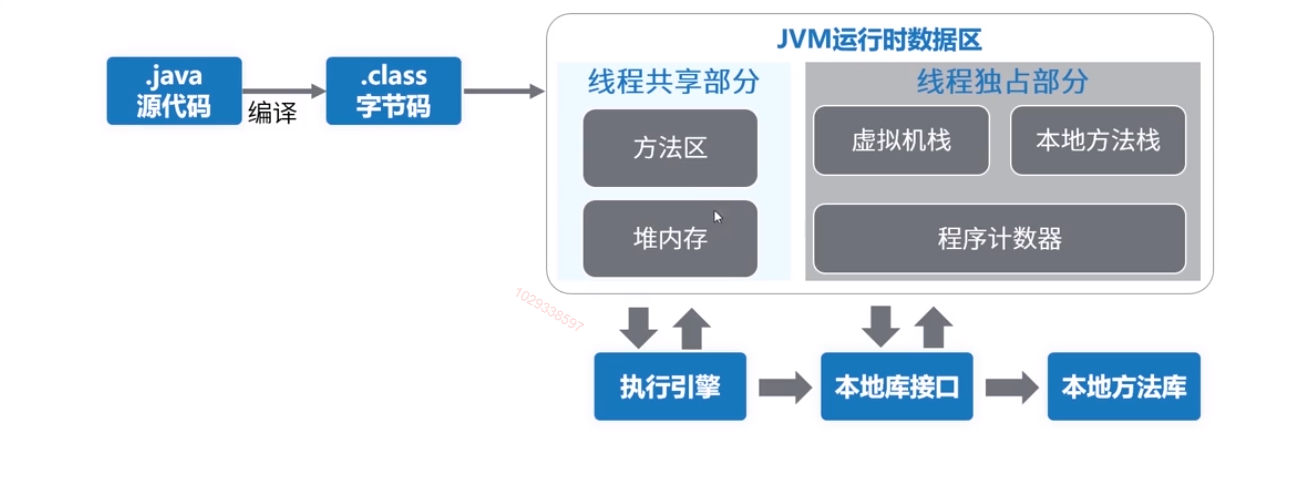 JVM运行时数据区
.java
源代码
编译
.class
字节码
线程共享部分
方法区
堆内存
线程独占部分
虚拟机栈
本地方法栈
程序计数器
1029338597
执行引擎
本地库接口
本地方法库